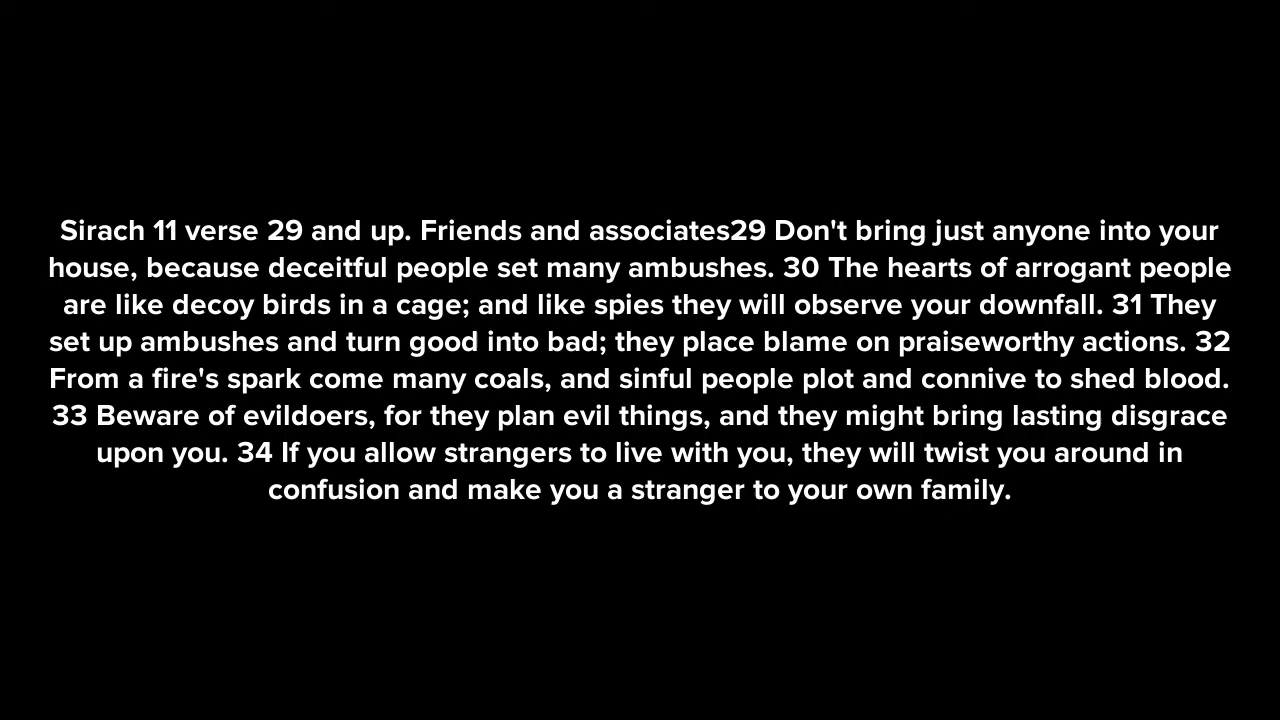 Sirach 11 verse 29 and up. Friends and associates29 Don't bring just anyone into your
house, because deceitful people set many ambushes. 30 The hearts of arrogant people
are like decoy birds in a cage; and like spies they will observe your downfall. 31 They
set up ambushes and turn good into bad; they place blame on praiseworthy actions. 32
From a fire's spark come many coals, and sinful people plot and connive to shed blood.
33 Beware of evildoers, for they plan evil things, and they might bring lasting disgrace
upon you. 34 If you allow strangers to live with you, they will twist you around in
confusion and make you a stranger to your own family.